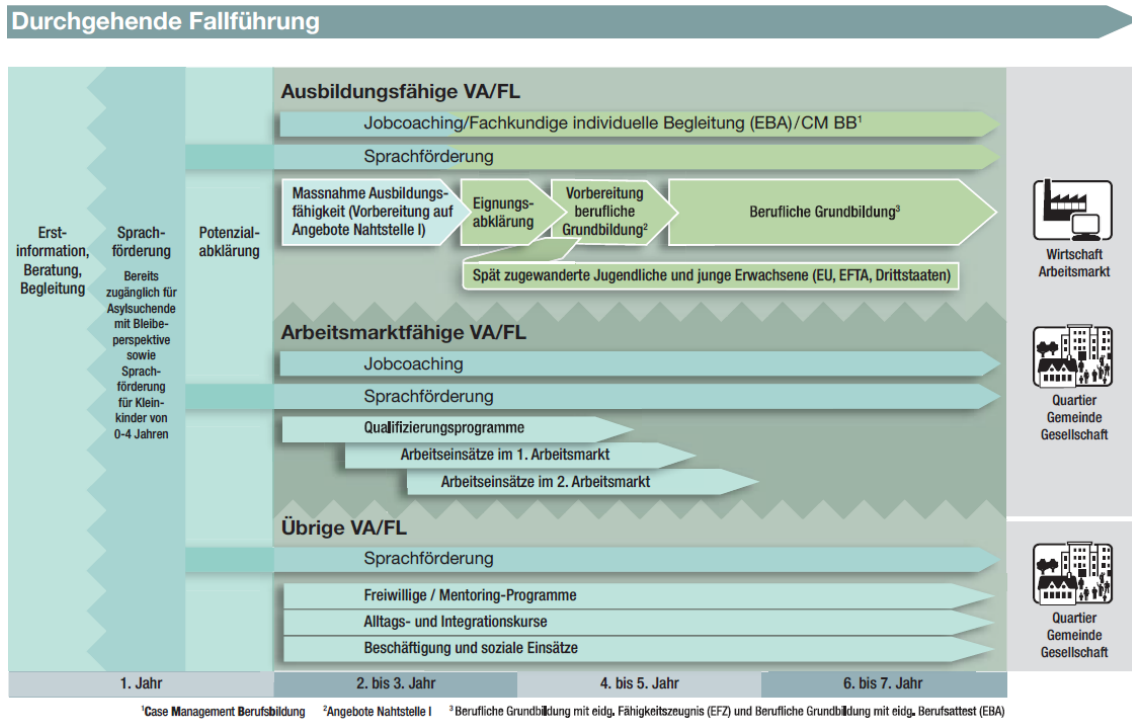 Durchgehende Fallführung
Erst-
information,
Beratung,
Begleitung
Sprach-
förderung
Bereits
zugänglich für
Asylsuchende
mit Bleibe-
perspektive
sowie
Sprach-
förderung
für Klein-
kinder von
0-4 Jahren
Potenzial-
abklärung
Ausbildungsfähige VA/FL
Jobcoaching/Fachkundige individuelle Begleitung (EBA)/CM BB¹
Sprachförderung
Massnahme Ausbildungs-
fähigkeit (Vorbereitung auf
Angebote Nahtstelle I)
Eignungs-
abklärung
Vorbereitung
berufliche
Grundbildung²
Berufliche Grundbildung³
Spät zugewanderte Jugendliche und junge Erwachsene (EU, EFTA, Drittstaaten)
Arbeitsmarktfähige VA/FL
Jobcoaching
Sprachförderung
Qualifizierungsprogramme
Arbeitseinsätze im 1. Arbeitsmarkt
Arbeitseinsätze im 2. Arbeitsmarkt
Übrige VA/FL
Sprachförderung
Freiwillige / Mentoring-Programme
Alltags- und Integrationskurse
Beschäftigung und soziale Einsätze
Wirtschaft
Arbeitsmarkt
Quartier
Gemeinde
Gesellschaft
Quartier
Gemeinde
Gesellschaft
1. Jahr
2. bis 3. Jahr
4. bis 5. Jahr
6. bis 7. Jahr
¹Case Management Berufsbildung ²Angebote Nahtstelle I ³Berufliche Grundbildung mit eidg. Fähigkeitszeugnis (EFZ) und Berufliche Grundbildung mit eidg. Berufsattest (EBA)